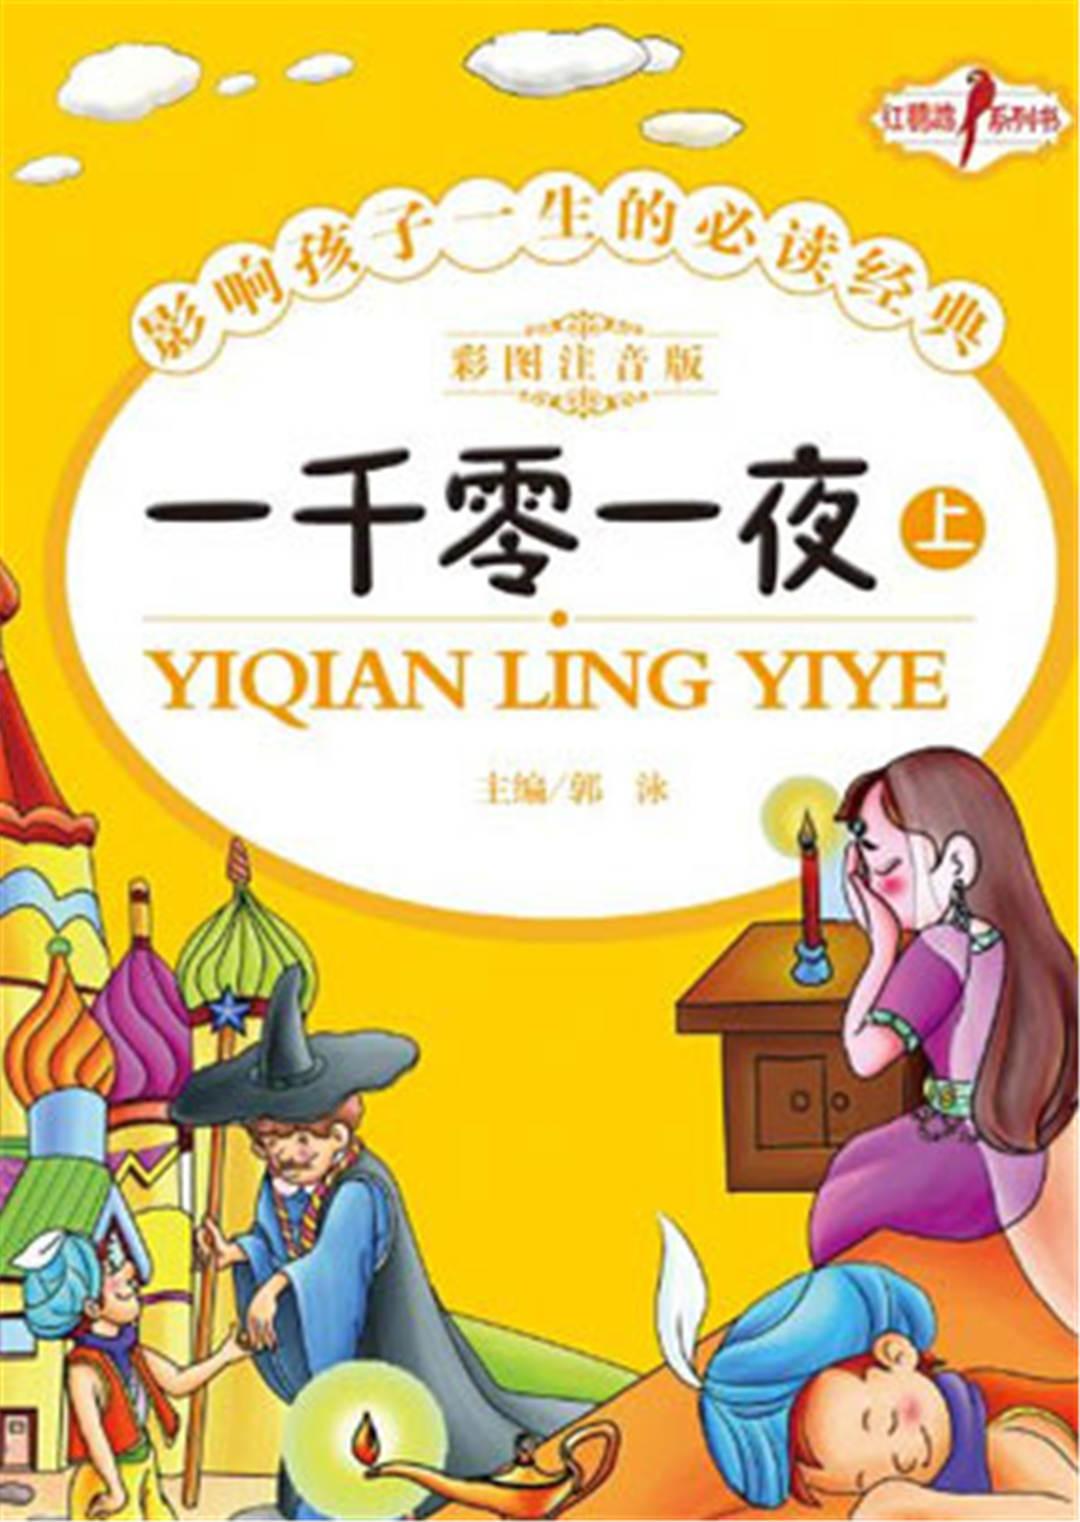 红鹦鹉系列书
影响孩子一生的必读经典
彩图注音版
一千零一夜 上
YIQIAN LING YIYE
主编/郭 泳